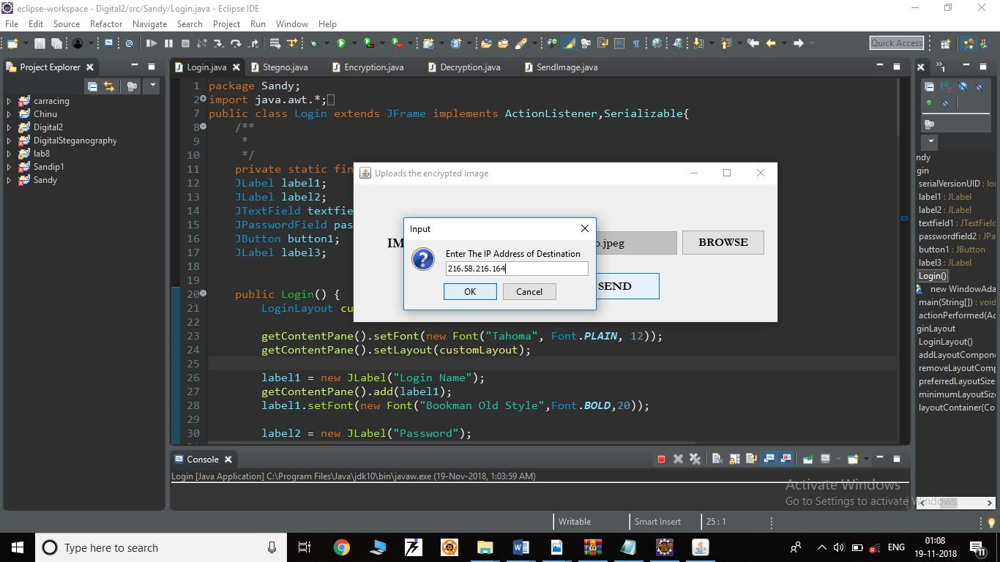 eclipse-workspace - Digital2/src/Sandy/Login.java - Eclipse IDE
File Edit Source Refactor Navigate Search Project Run Window Help
Quick Access
Project Explorer
carracing
Chinu
Digital2
DigitalSteganography
lab8
Sandip1
Sandy
Login.java Stegno.java Encryption.java Decryption.java SendImage.java
1 package Sandy;
2 import java.awt.*;
7 public class Login extends JFrame implements ActionListener,Serializable{
8 /**
9 *
10 */
11 private static fin
12 JLabel label1;
13 JLabel label2;
14 JTextField textfie
15 JPasswordField pas
16 JButton button1;
17 JLabel label3;
18
19
20 public Login() {
21 LoginLayout cu
22
23 getContentPane().setFont(new Font("Tahoma", Font.PLAIN, 12));
24 getContentPane().setLayout(customLayout);
25
26 label1 = new JLabel("Login Name");
27 getContentPane().add(label1);
28 label1.setFont(new Font("Bookman Old Style",Font.BOLD,20));
29
30 label2 = new JLabel("Password");
Uploads the encrypted image
IM
o.jpeg
BROWSE
SEND
Input
Enter The IP Address of Destination
216.58.216.164
OK Cancel
ndy
gin
serialVersionUID : lon
label1 : JLabel
label2 : JLabel
textfield1 : JTextField
passwordfield2 : JPa
button1 : JButton
label3 : JLabel
Login()
new WindowAda
main(String[]) : void
actionPerformed(Ac
ginLayout
LoginLayout()
addLayoutCompone
removeLayoutComp
preferredLayoutSize
minimumLayoutSiz
layoutContainer(Co
Console
Login [Java Application] C:\Program Files\Java\jdk10\bin\javaw.exe (19-Nov-2018, 1:03:59 AM)
Activate Windows
Go to Settings to activate Windows.
Writable Smart Insert 25 : 1
Type here to search
ENG
01:08
19-11-2018
11